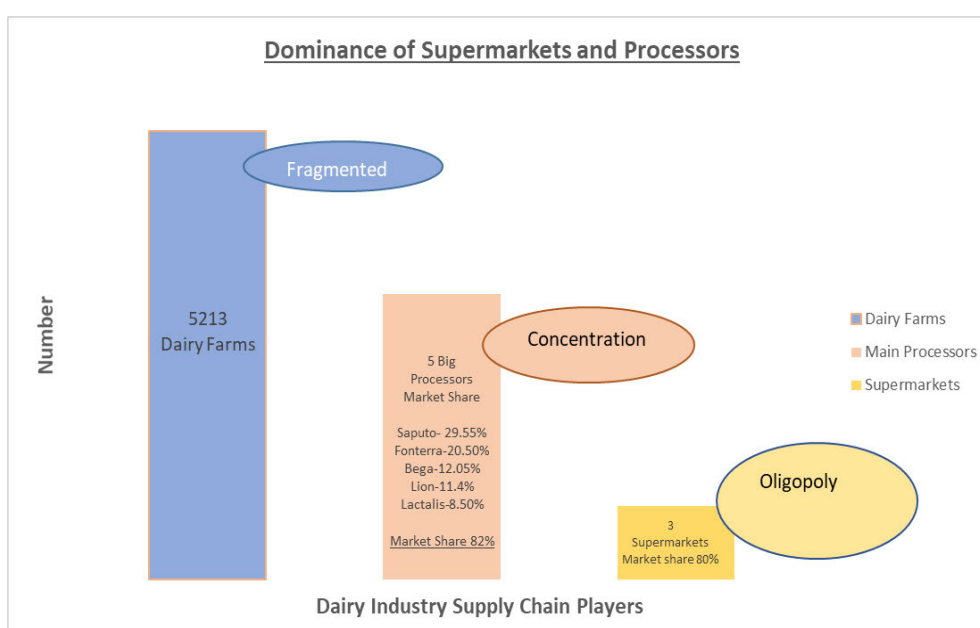 Dominance of Supermarkets and Processors
Fragmented
5213
Dairy Farms
Number
5 Big
Processors
Market Share
Saputo- 29.55%
Fonterra-20.50%
Bega-12.05%
Lion-11.4%
Lactalis-8.50%
Market Share 82%
Concentration
Dairy Farms
Main Processors
Supermarkets
Oligopoly
3
Supermarkets
Market share 80%
Dairy Industry Supply Chain Players